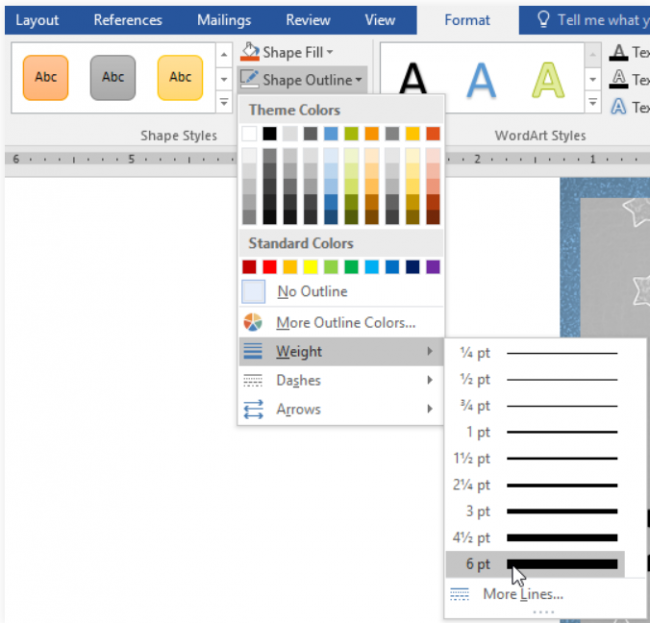 Layout References Mailings Review View Format Tell me what y
Abc Abc Abc
Shape Fill
Shape Outline
A A A
A Tex
A Tex
A Tex
Shape Styles
WordArt Styles
6 5 2 1
Theme Colors
Standard Colors
No Outline
More Outline Colors...
Weight
Dashes
Arrows
¼ pt
½ pt
¾ pt
1 pt
1½ pt
2¼ pt
3 pt
4½ pt
6 pt
More Lines...